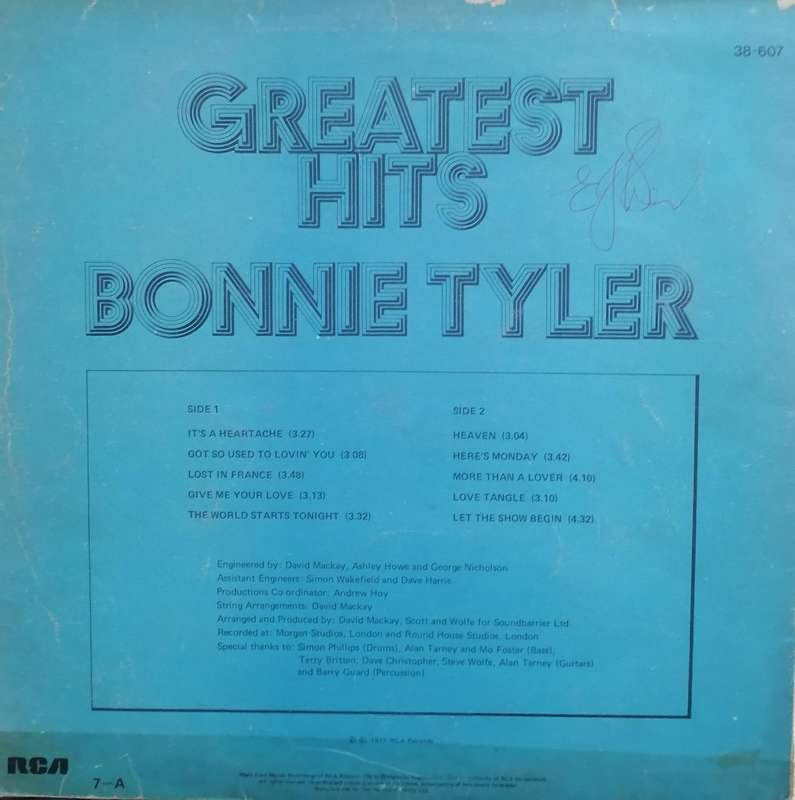 38-607
GREATEST
HITS
BONNIE TYLER
SIDE 1
IT'S A HEARTACHE (3.27)
GOT SO USED TO LOVIN' YOU (3.08)
LOST IN FRANCE (3.48)
GIVE ME YOUR LOVE (3.13)
THE WORLD STARTS TONIGHT (3.32)
SIDE 2
HEAVEN (3.04)
HERE'S MONDAY (3.42)
MORE THAN A LOVER (4.10)
LOVE TANGLE (3.10)
LET THE SHOW BEGIN (4.32)
Engineered by: David Mackay, Ashley Howe and George Nicholson
Assistant Engineers: Simon Wakefield and Dave Harris
Productions Co ordinator: Andrew Hoy
String Arrangements: David Mackay
Arranged and Produced by: David Mackay, Scott and Wolfe for Soundbarrier Ltd.
Recorded at: Morgan Studios, London and Round House Studios, London
Special thanks to: Simon Phillips (Drums), Alan Tarney and Mo Foster (Bass),
Terry Britten, Dave Christopher, Steve Wolfe, Alan Tarney (Guitars)
and Barry Guard (Percussion)
RCA Records
RCA
7-A